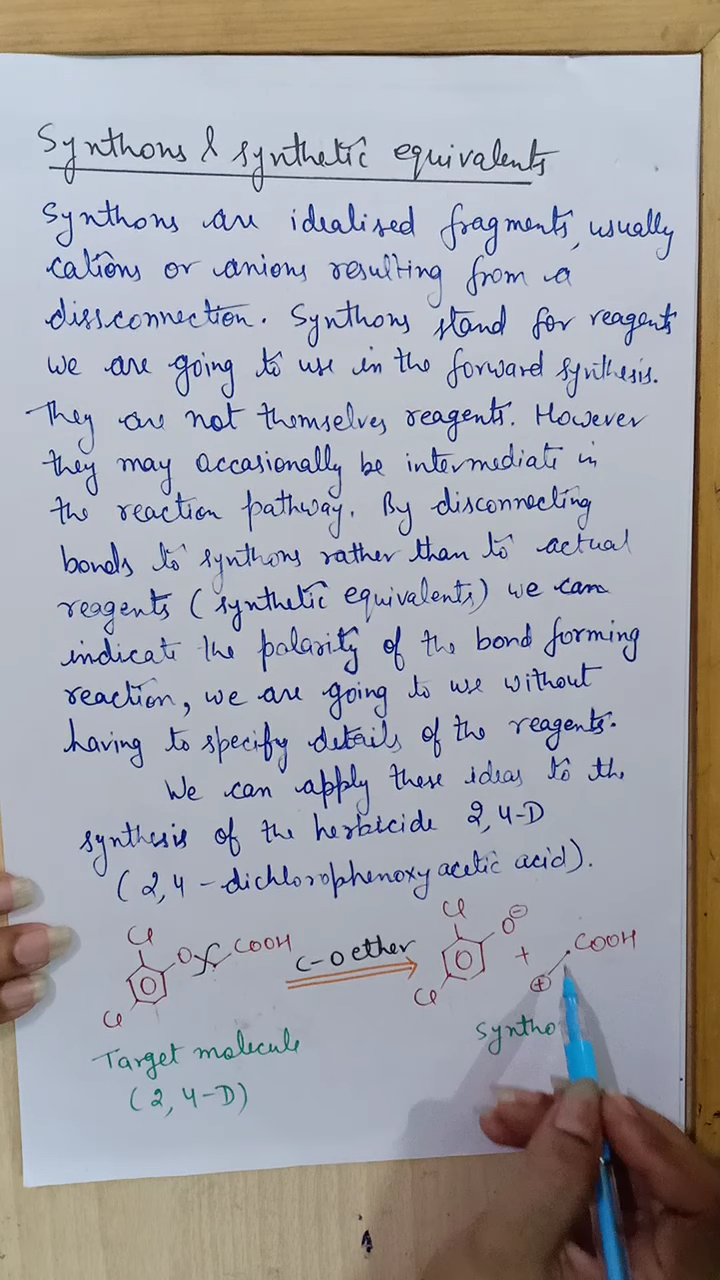 Synthons & synthetic equivalents
Synthons are idealised fragments, usually
cations or anions resulting from a
dissconnection. Synthons stand for reagents
we are going to use in the forward synthesis.
They are not themselves reagents. However
they may accasionally be intermediate in
the reaction pathway. By disconnecting
bonds to synthons rather than to actual
reagents (synthetic equivalents) we can
indicate the polarity of the bond forming
reaction, we are going to use without
having to specify details of the reagents.
We can apply these ideas to the
synthesis of the herbicide 2,4-D
(2,4-dichlorophenoxy acetic acid).
Cl O COOH C-O ether Cl O⊖ + COOH
Cl Cl ⊕
Target molecule Syntho
(2,4-D)